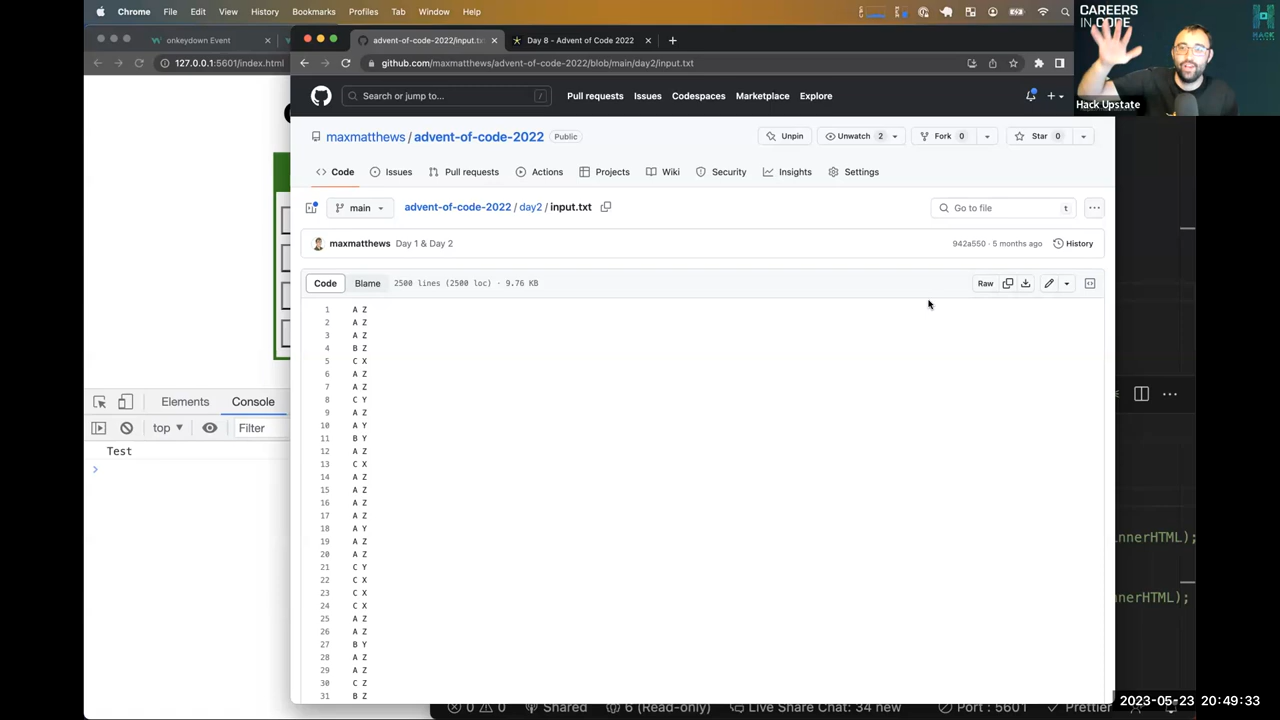 Chrome File Edit View History Bookmarks Profiles Tab Window Help
CAREERS
IN CODE
HACK
UPSTATE
Hack Upstate
onkeydown Event
advent-of-code-2022/input.tx
Day 8 - Advent of Code 2022
127.0.0.1:5601/index.html
github.com/maxmatthews/advent-of-code-2022/blob/main/day2/input.txt
Search or jump to... /
Pull requests Issues Codespaces Marketplace Explore
maxmatthews / advent-of-code-2022 Public
Unpin Unwatch 2 Fork 0 Star 0
Code Issues Pull requests Actions Projects Wiki Security Insights Settings
main advent-of-code-2022 / day2 / input.txt
Go to file t
maxmatthews Day 1 & Day 2
942a550 · 5 months ago History
Code Blame 2500 lines (2500 loc) · 9.76 KB
Raw
1 A Z
2 A Z
3 A Z
4 B Z
5 C X
6 A Z
7 A Z
8 C Y
9 A Z
10 A Y
11 B Y
12 A Z
13 C X
14 A Z
15 A Z
16 A Z
17 A Z
18 A Y
19 A Z
20 A Z
21 C Y
22 C X
23 C X
24 C X
25 A Z
26 A Z
27 B Y
28 A Z
29 A Z
30 C Z
31 B Z
Elements Console
top Filter
Test
nnerHTML);
nerHTML);
0 0 Shared 6 (Read-only) Live Share Chat: 34 new Port : 5601 Prettier
2023-05-23 20:49:33